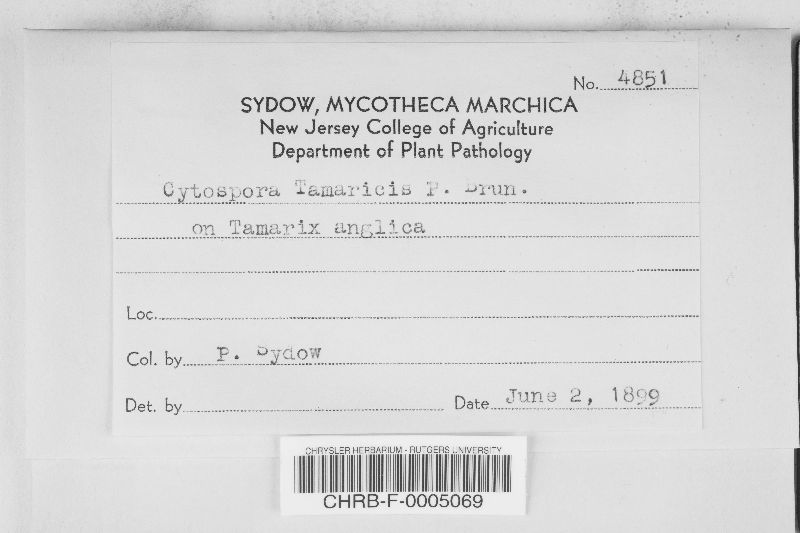 No. 4851
SYDOW, MYCOTHECA MARCHICA
New Jersey College of Agriculture
Department of Plant Pathology
Cytospora Tamaricis P. Brun.
on Tamarix anglica
Loc.
Col. by P. Sydow
Det. by Date June 2, 1899
CHRYSLER HERBARIUM - RUTGERS UNIVERSITY
CHRB-F-0005069